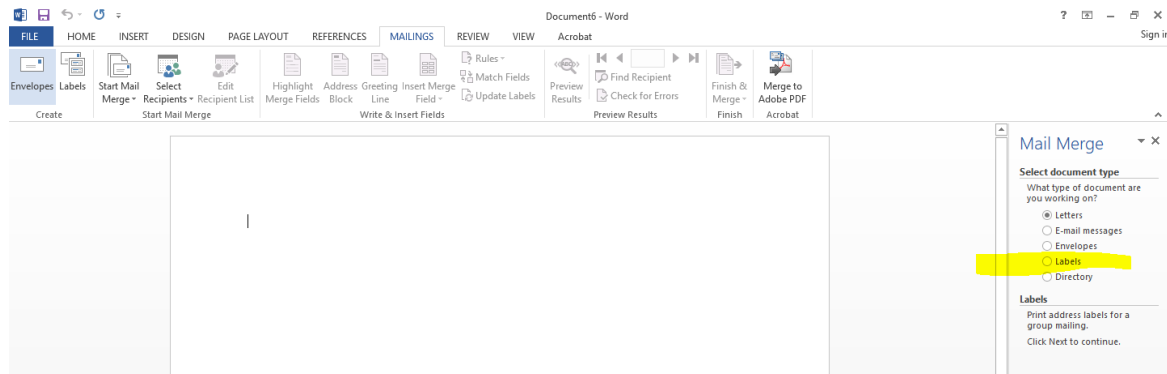 Document6 - Word
FILE HOME INSERT DESIGN PAGE LAYOUT REFERENCES MAILINGS REVIEW VIEW Acrobat Sign in
Envelopes Labels Start Mail Merge Select Recipients Edit Recipient List Highlight Merge Fields Address Block Greeting Line Insert Merge Field Rules Match Fields Update Labels Preview Results Find Recipient Check for Errors Finish & Merge Merge to Adobe PDF
Create Start Mail Merge Write & Insert Fields Preview Results Finish Acrobat
Mail Merge
Select document type
What type of document are
you working on?
Letters
E-mail messages
Envelopes
Labels
Directory
Labels
Print address labels for a
group mailing.
Click Next to continue.